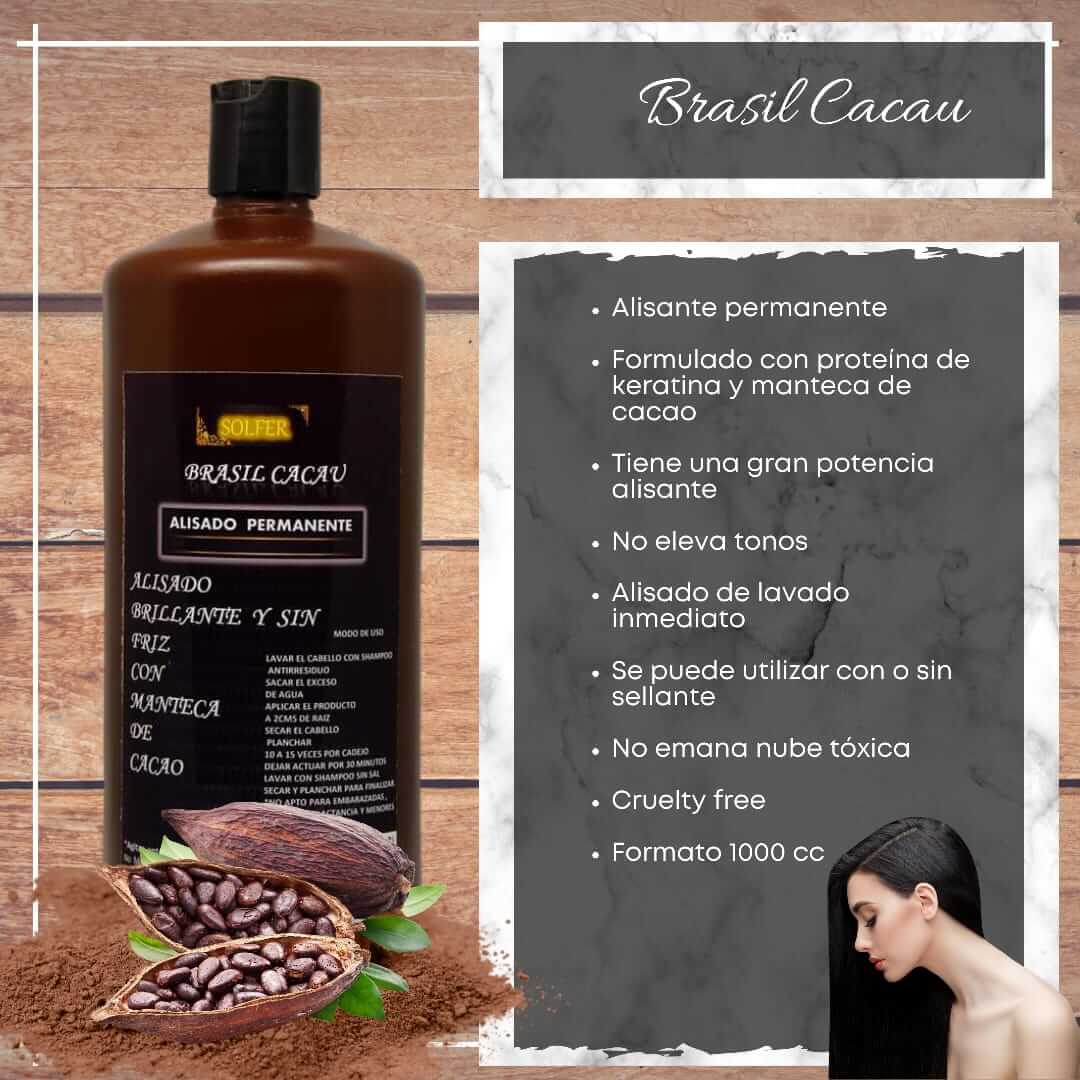 Brasil Cacau
• Alisante permanente
• Formulado con proteína de
keratina y manteca de
cacao
• Tiene una gran potencia
alisante
• No eleva tonos
• Alisado de lavado
inmediato
• Se puede utilizar con o sin
sellante
• No emana nube tóxica
• Cruelty free
• Formato 1000 cc
SOLFER
BRASIL CACAU
ALISADO PERMANENTE
ALISADO
BRILLANTE Y SIN
FRIZ
CON
MANTECA
DE
CACAO
MODO DE USO
LAVAR EL CABELLO CON SHAMPOO
ANTIRRESIDUO
SACAR EL EXCESO
DE AGUA
APLICAR EL PRODUCTO
A 2CMS DE RAIZ
SECAR EL CABELLO
PLANCHAR
10 A 15 VECES POR CADEJO
DEJAR ACTUAR POR 30 MINUTOS
LAVAR CON SHAMPOO SIN SAL
SECAR Y PLANCHAR PARA FINALIZAR
*NO APTO PARA EMBARAZADAS,
Y MENORES